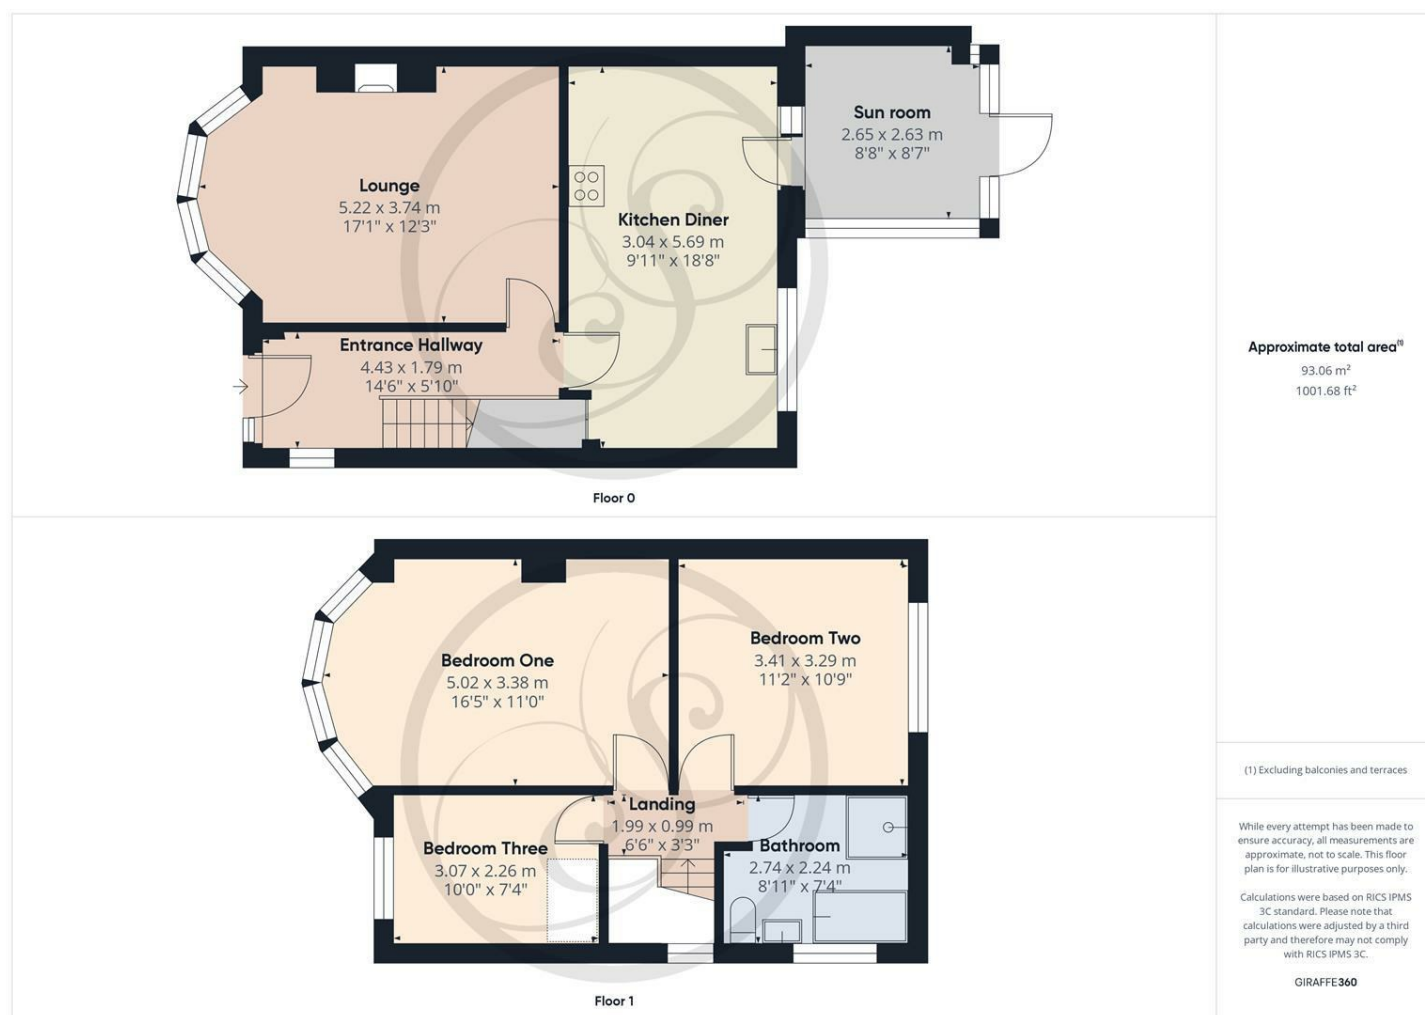 Sun room
2.65 x 2.63 m
8'8" x 8'7"
Lounge
5.22 x 3.74 m
17'1" x 12'3"
Kitchen Diner
3.04 x 5.69 m
9'11" x 18'8"
Entrance Hallway
4.43 x 1.79 m
14'6" x 5'10"
Floor 0
Bedroom One
5.02 x 3.38 m
16'5" x 11'0"
Bedroom Two
3.41 x 3.29 m
11'2" x 10'9"
Landing
1.99 x 0.99 m
6'6" x 3'3"
Bedroom Three
3.07 x 2.26 m
10'0" x 7'4"
Bathroom
2.74 x 2.24 m
8'11" x 7'4"
Floor 1
Approximate total area(1)
93.06 m²
1001.68 ft²
(1) Excluding balconies and terraces
While every attempt has been made to
ensure accuracy, all measurements are
approximate, not to scale. This floor
plan is for illustrative purposes only.
Calculations were based on RICS IPMS
3C standard. Please note that
calculations were adjusted by a third
party and therefore may not comply
with RICS IPMS 3C.
GIRAFFE360